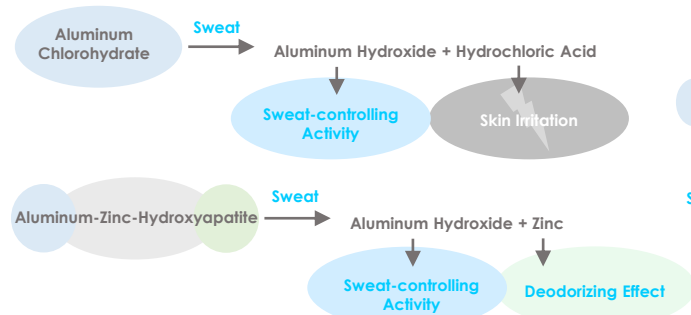 Aluminum
Chlorohydrate
Sweat
Aluminum Hydroxide + Hydrochloric Acid
Sweat-controlling
Activity
Skin Irritation
Aluminum-Zinc-Hydroxyapatite
Sweat
Aluminum Hydroxide + Zinc
Sweat-controlling
Activity
Deodorizing Effect